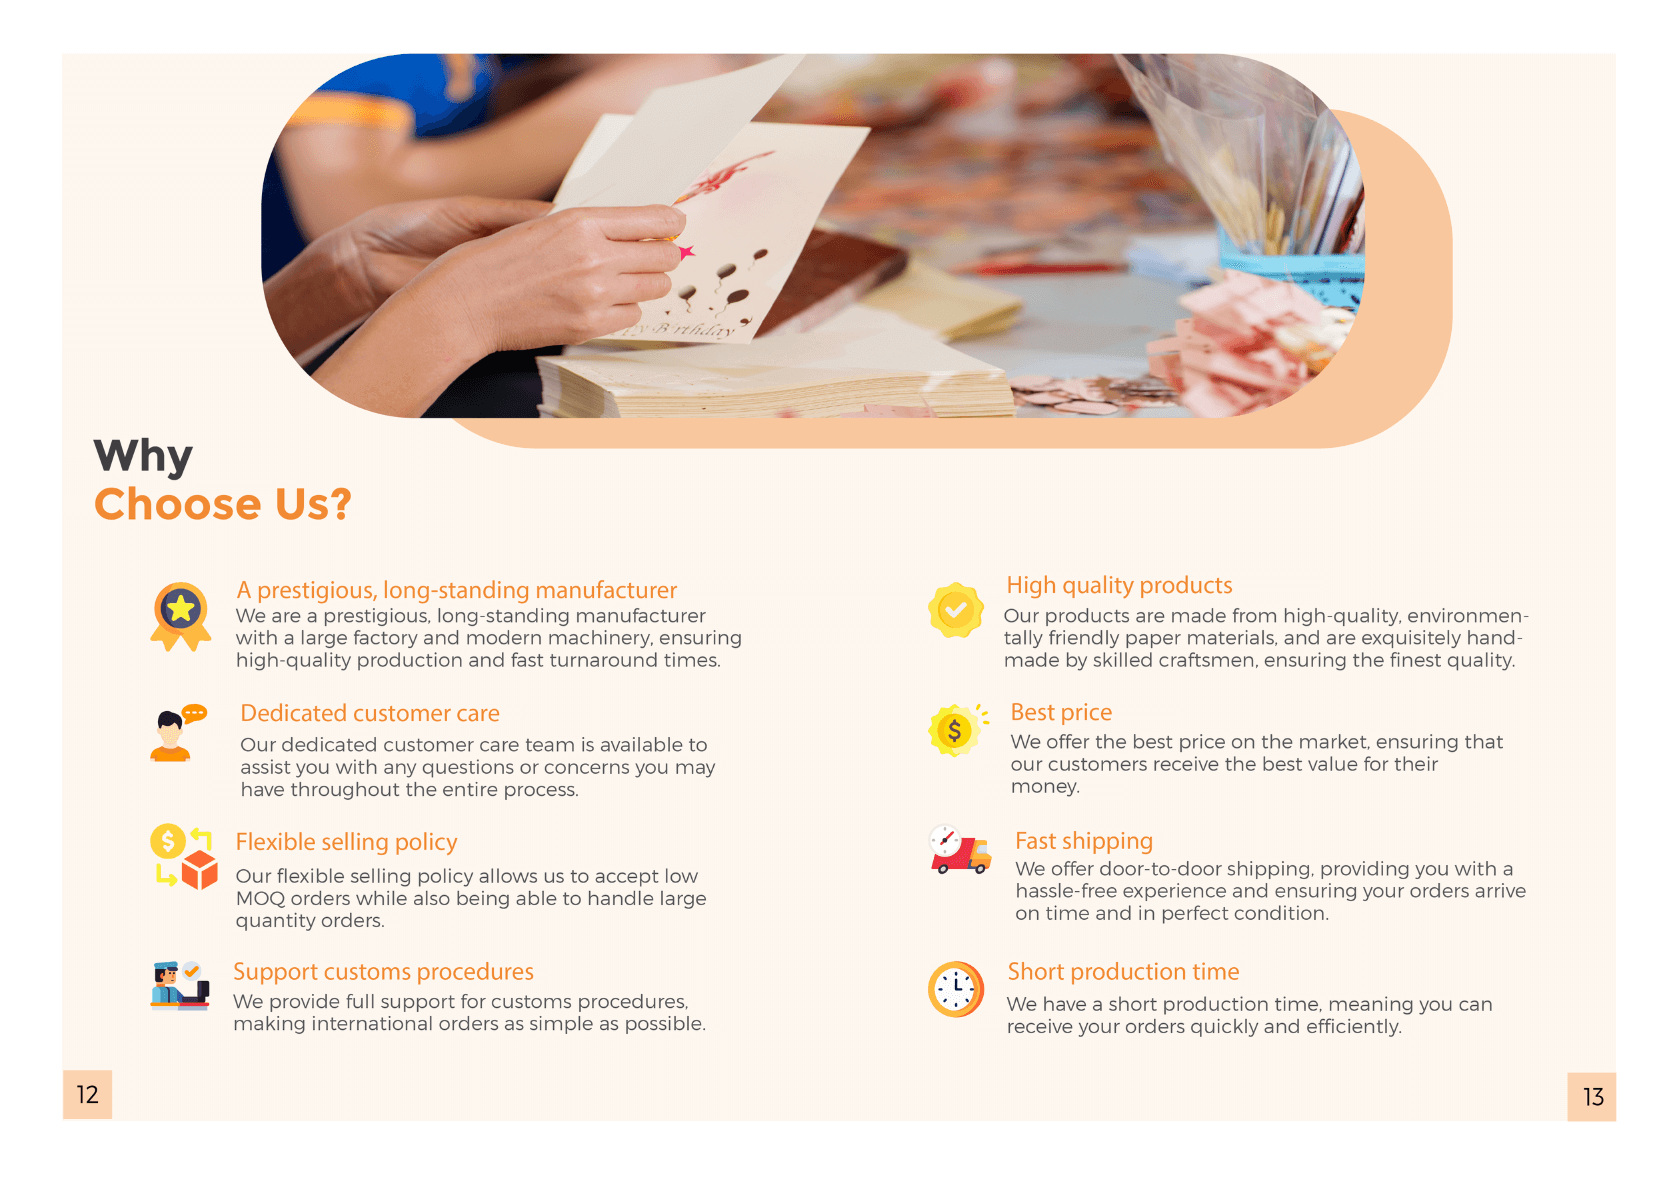 Why
Choose Us?
A prestigious, long-standing manufacturer
We are a prestigious, long-standing manufacturer
with a large factory and modern machinery, ensuring
high-quality production and fast turnaround times.
Dedicated customer care
Our dedicated customer care team is available to
assist you with any questions or concerns you may
have throughout the entire process.
Flexible selling policy
Our flexible selling policy allows us to accept low
MOQ orders while also being able to handle large
quantity orders.
Support customs procedures
We provide full support for customs procedures,
making international orders as simple as possible.
12
High quality products
Our products are made from high-quality, environmen-
tally friendly paper materials, and are exquisitely hand-
made by skilled craftsmen, ensuring the finest quality.
Best price
We offer the best price on the market, ensuring that
our customers receive the best value for their
money.
Fast shipping
We offer door-to-door shipping, providing you with a
hassle-free experience and ensuring your orders arrive
on time and in perfect condition.
Short production time
We have a short production time, meaning you can
receive your orders quickly and efficiently.
13